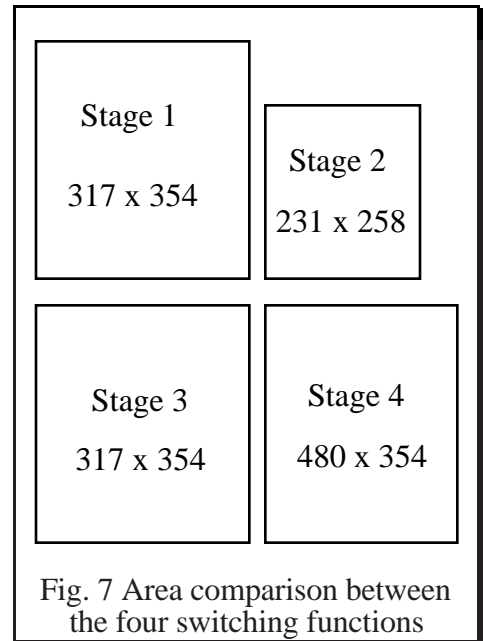 Stage 1
317 x 354
Stage 2
231 x 258
Stage 3
317 x 354
Stage 4
480 x 354
Fig. 7 Area comparison between
the four switching functions